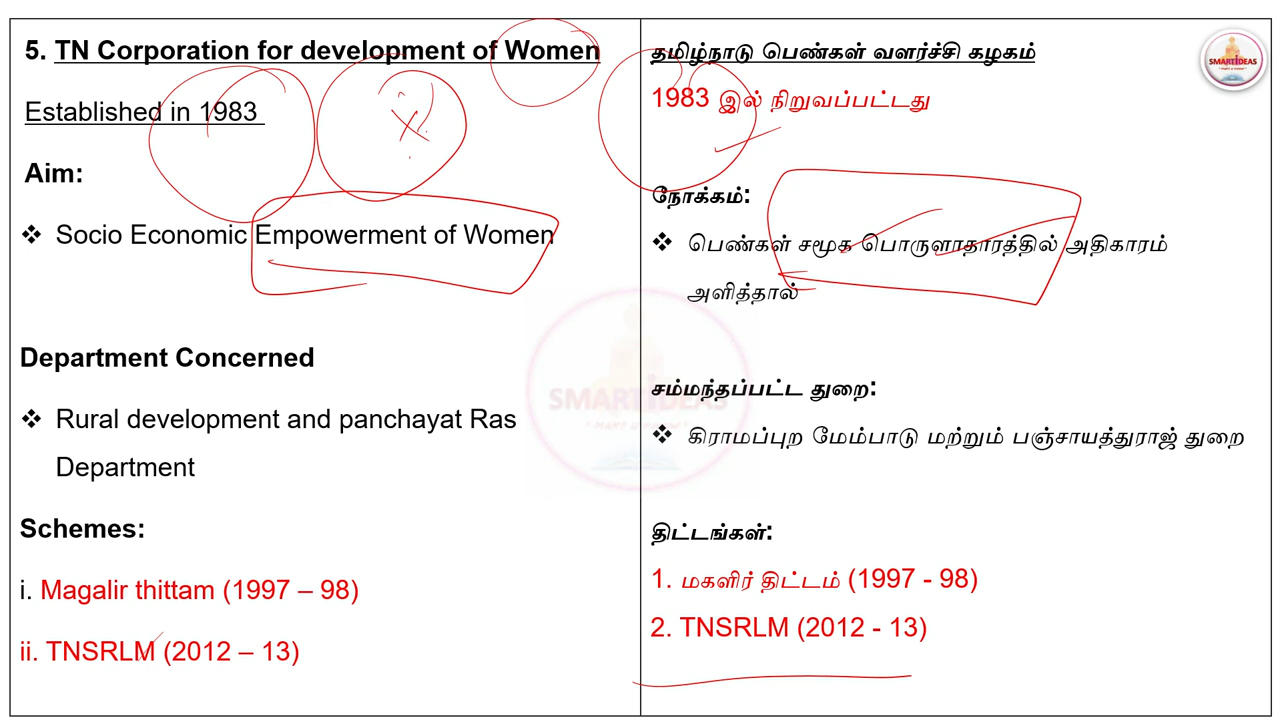 5. TN Corporation for development of Women
Established in 1983
Aim:
❖ Socio Economic Empowerment of Women
Department Concerned
❖ Rural development and panchayat Ras
Department
Schemes:
i. Magalir thittam (1997 – 98)
ii. TNSRLM (2012 – 13)
தமிழ்நாடு பெண்கள் வளர்ச்சி கழகம்
1983 இல் நிறுவப்பட்டது
நோக்கம்:
❖ பெண்கள் சமூக பொருளாதாரத்தில் அதிகாரம்
அளித்தால்
சம்மந்தப்பட்ட துறை:
❖ கிராமப்புற மேம்பாடு மற்றும் பஞ்சாயத்துராஜ் துறை
திட்டங்கள்:
1. மகளிர் திட்டம் (1997 - 98)
2. TNSRLM (2012 - 13)
SMART IDEAS
SMART IDEAS